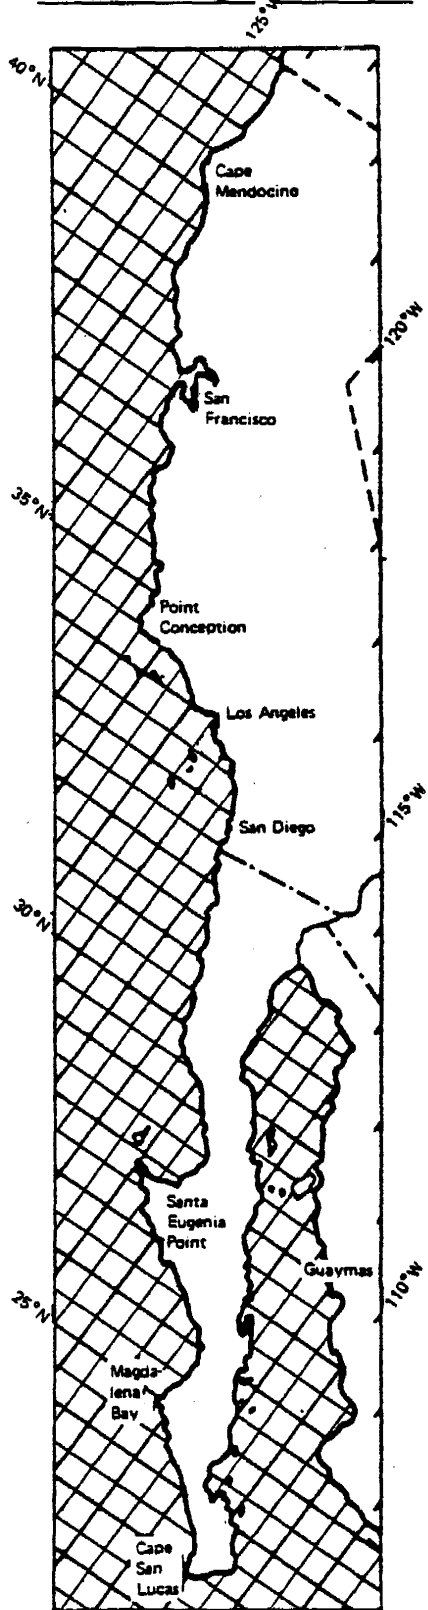 125°W
40°N
Cape
Mendocino
120°W
San
Francisco
35°N
Point
Conception
Los Angeles
115°W
San Diego
30°N
Santa
Eugenia
Point
Guaymas
110°W
25°N
Magda-
lena
Bay
Cape
San
Lucas